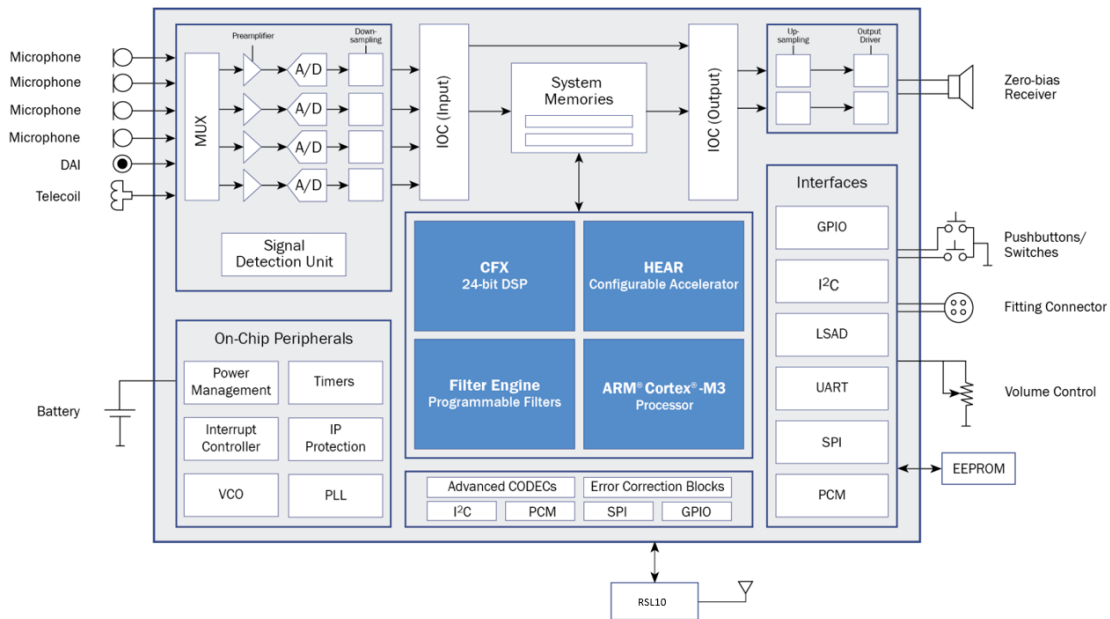 Microphone
Microphone
Microphone
Microphone
DAI
Telecoil
Preamplifier
Down-
sampling
MUX
A/D
A/D
A/D
A/D
Signal
Detection Unit
IOC (Input)
System
Memories
IOC (Output)
Up-
sampling
Output
Driver
Zero-bias
Receiver
CFX
24-bit DSP
HEAR
Configurable Accelerator
Filter Engine
Programmable Filters
ARM® Cortex®-M3
Processor
Interfaces
GPIO
I²C
LSAD
UART
SPI
PCM
Pushbuttons/
Switches
Fitting Connector
Volume Control
EEPROM
On-Chip Peripherals
Power
Management
Timers
Interrupt
Controller
IP
Protection
VCO
PLL
Battery
Advanced CODECs
Error Correction Blocks
I²C
PCM
SPI
GPIO
RSL10